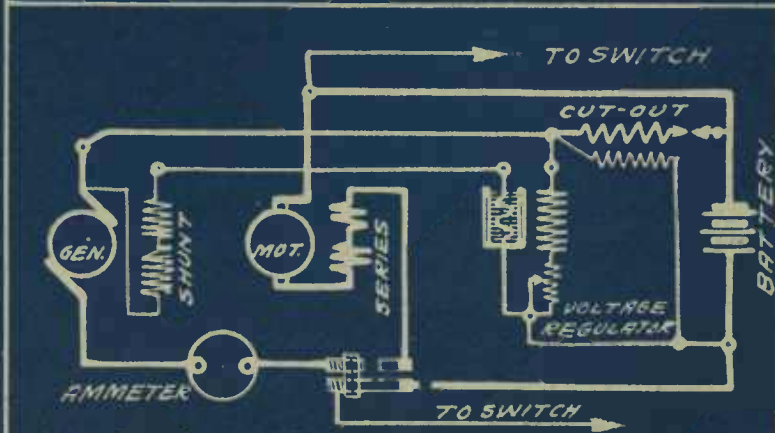 TO SWITCH
CUT-OUT
BATTERY
GEN.
SHUNT
MOT.
SERIES
VOLTAGE
REGULATOR
AMMETER
TO SWITCH